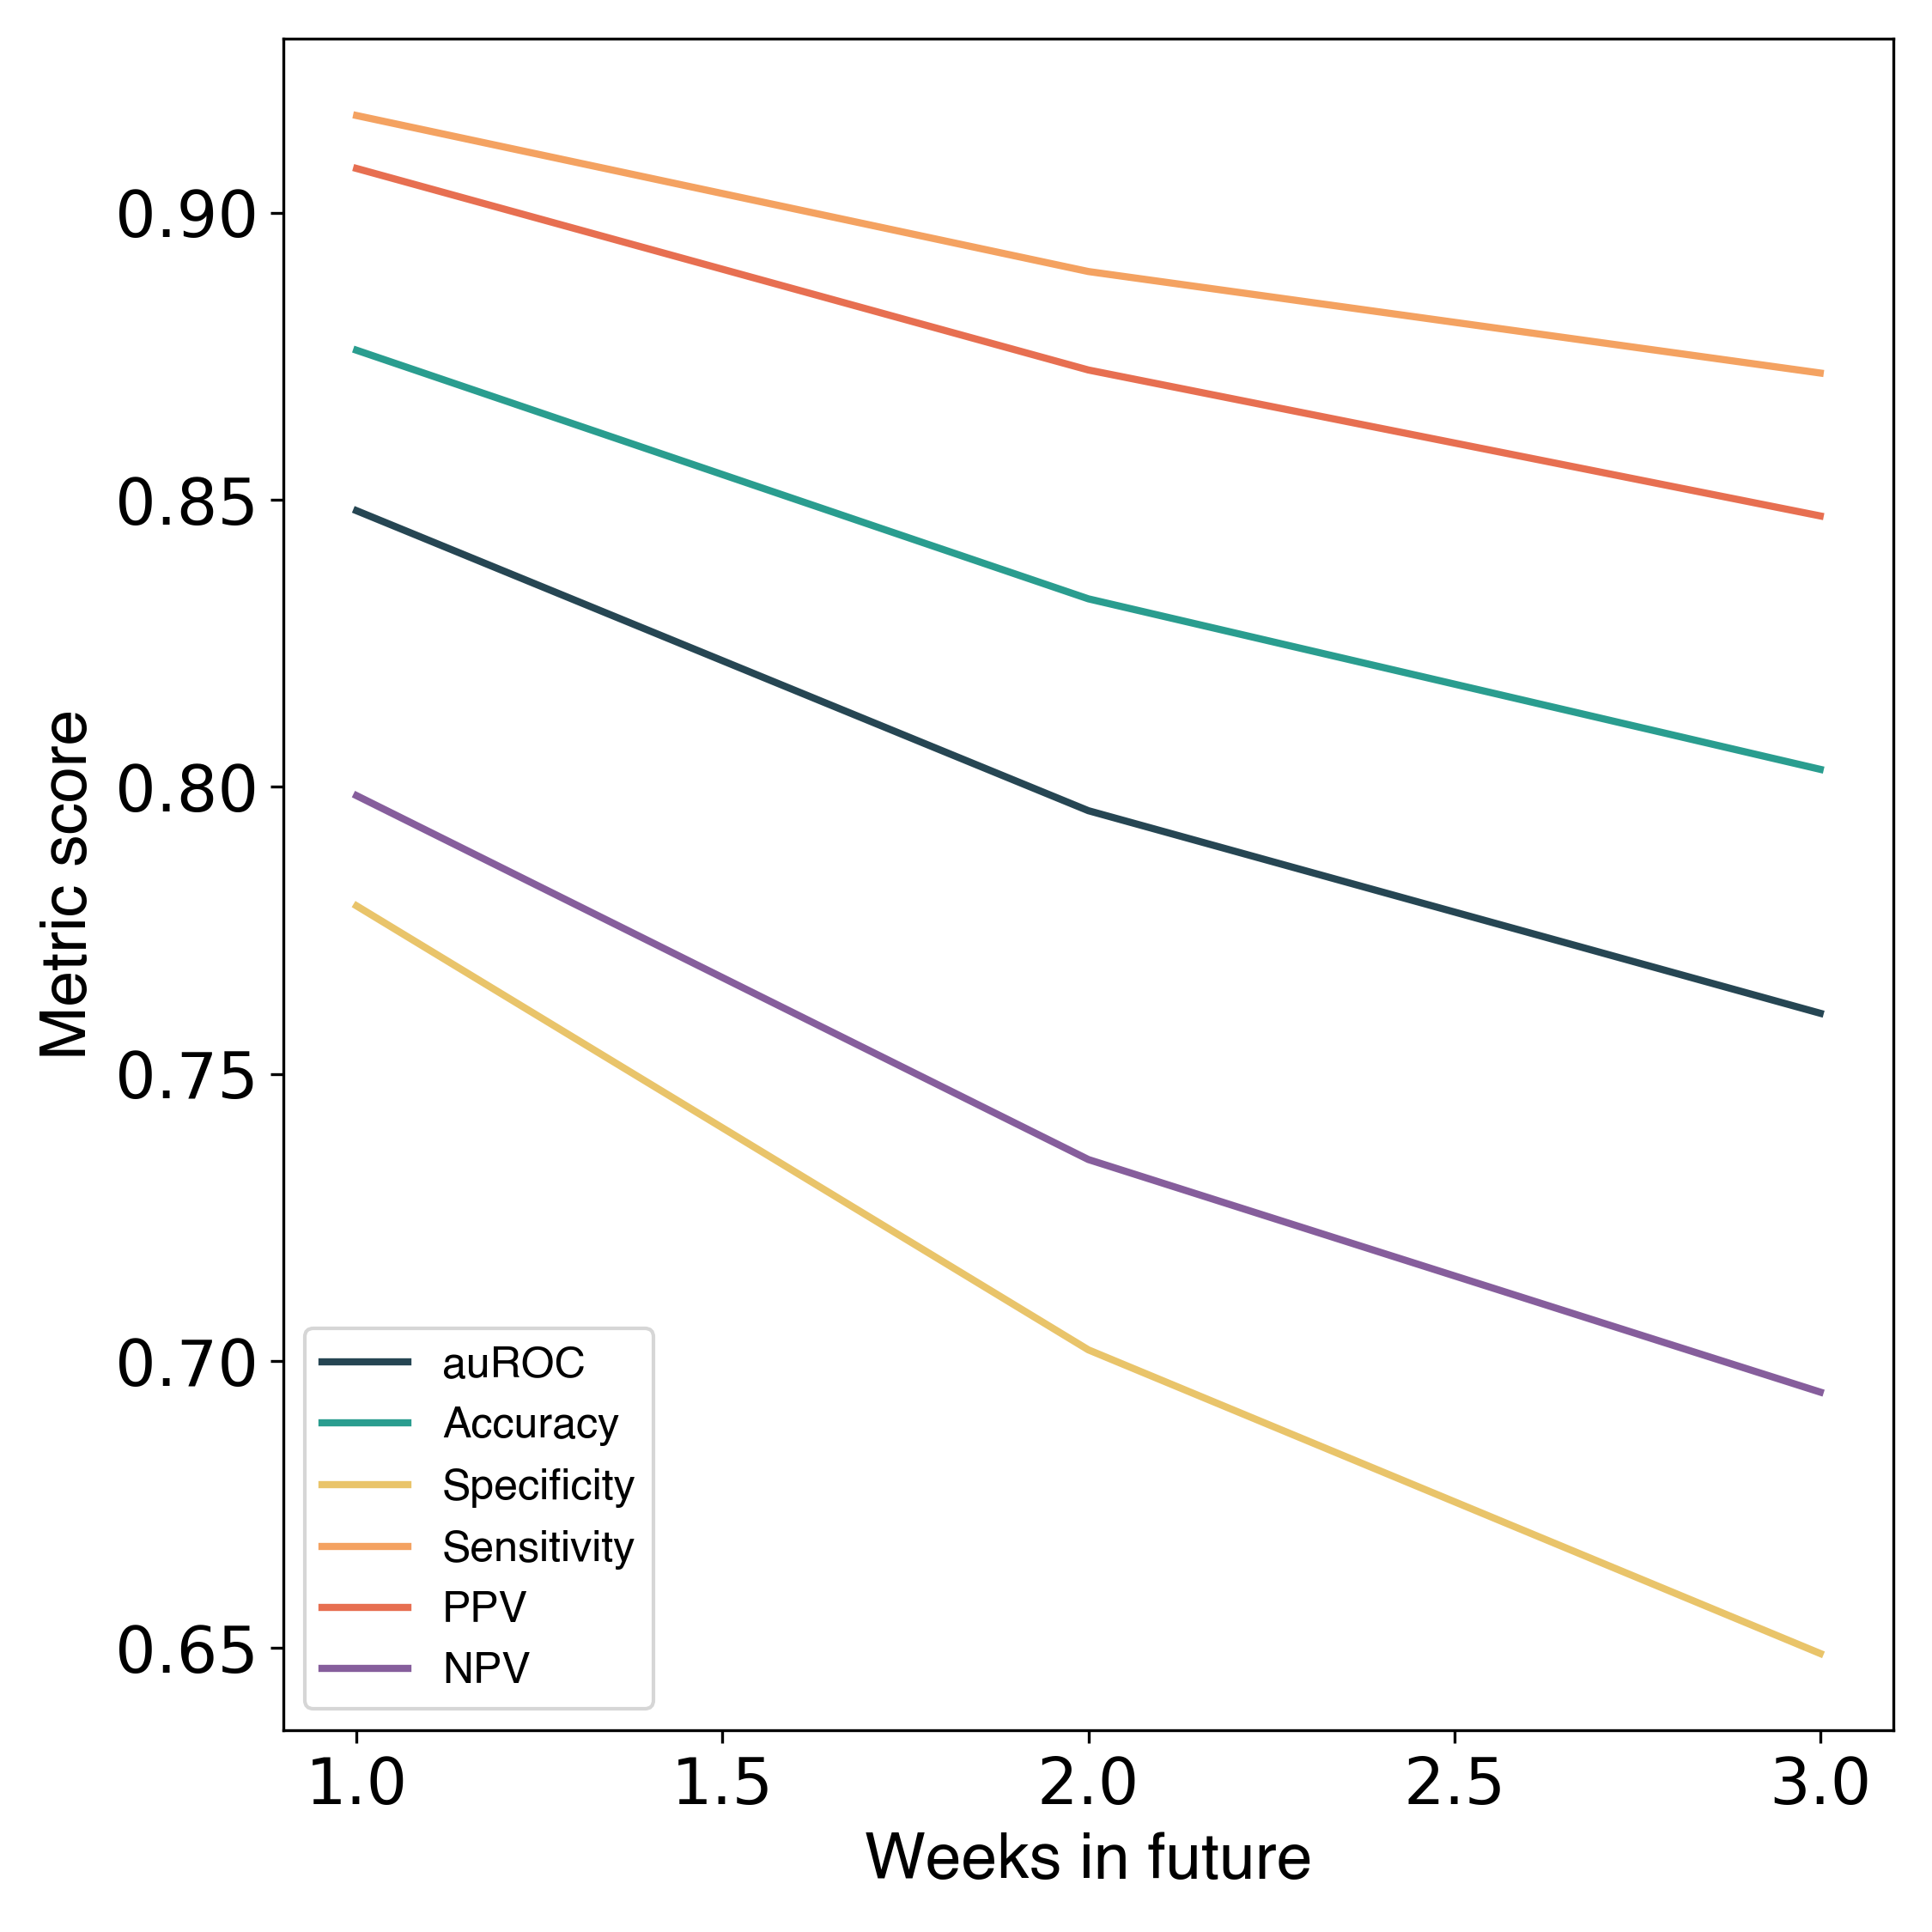 0.90
0.85
0.80
0.75
0.70
0.65
Metric score
auROC
Accuracy
Specificity
Sensitivity
PPV
NPV
1.0 1.5 2.0 2.5 3.0
Weeks in future